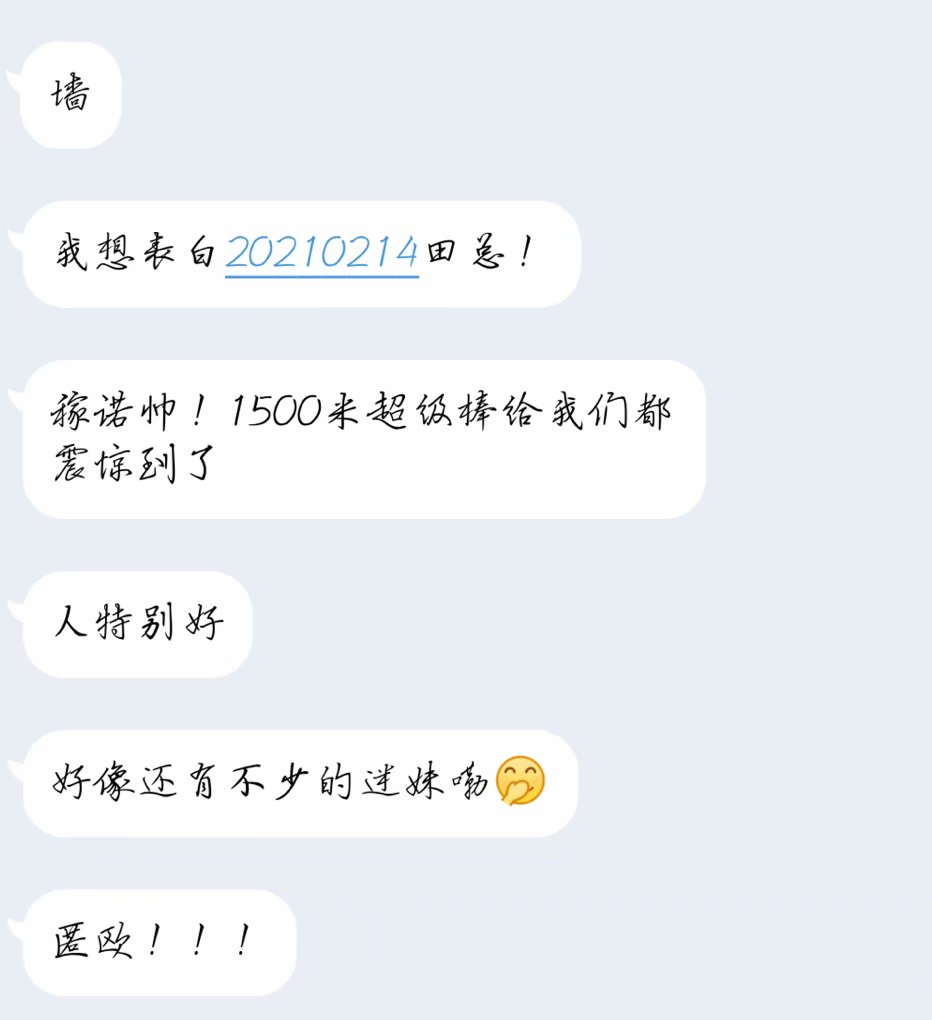 墙
我想表白20210214田总！
稼诺帅！1500米超级棒给我们都
震惊到了
人特别好
好像还有不少的迷妹嘞🤭
匿欧！！！